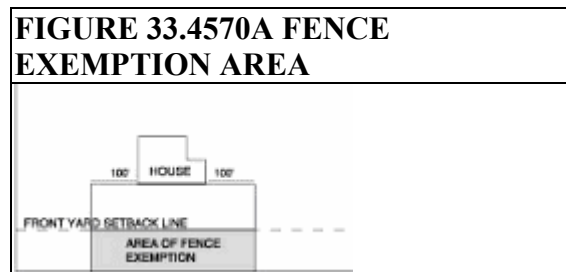 FIGURE 33.4570A FENCE
EXEMPTION AREA
100' HOUSE 100'
FRONT YARD SETBACK LINE
AREA OF FENCE
EXEMPTION